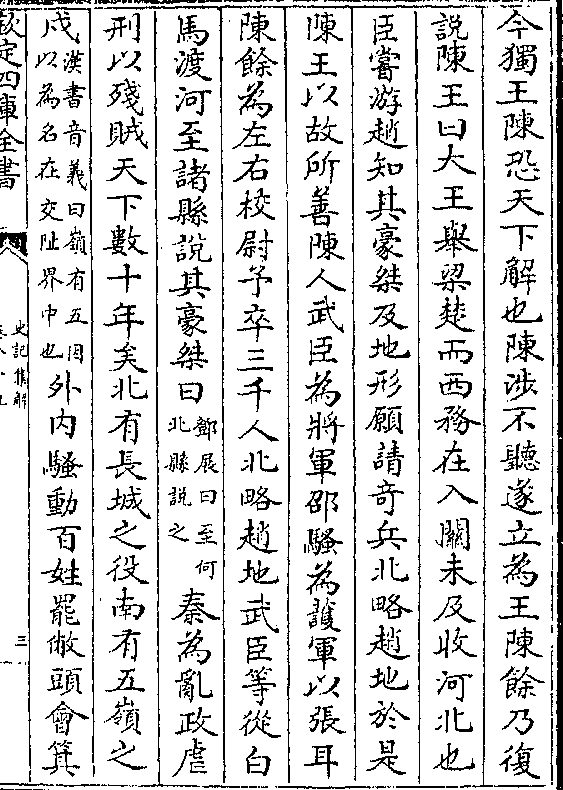 今獨王陳恐天下解也陳涉不聽遂立為王陳餘乃復
說陳王曰大王舉梁楚而西務在入關未及收河北也
臣嘗游趙知其豪桀及地形願請奇兵北略趙地於是
陳王以故所善陳人武臣為將軍邵騷為護軍以張耳
陳餘為左右校尉予卒三千人北略趙地武臣等從白
馬渡河至諸縣說其豪桀曰
鄧展曰至何
北縣說之
秦為亂政虐
刑以殘賊天下數十年矣北有長城之役南有五嶺之
戍
漢書音義曰嶺有五因
以為名在交阯界中也
外內騷動百姓罷㢢頭會箕
欽定四庫全書
史記集解
三